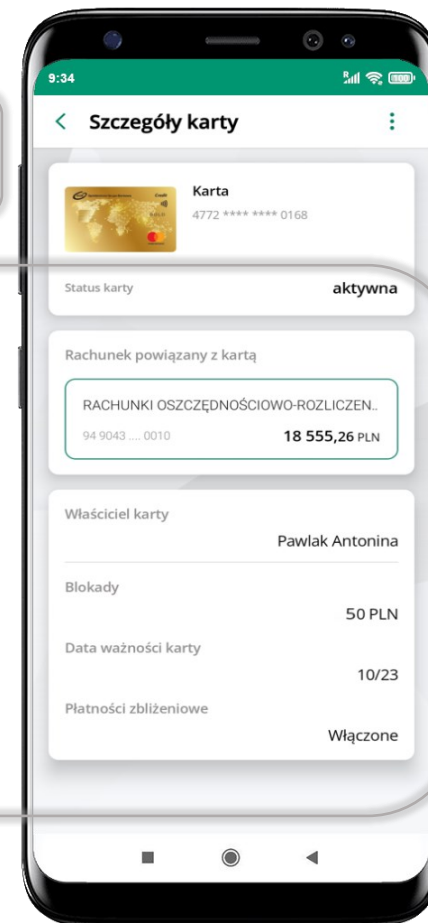 9:34
100
Szczegóły karty
GOLD
Karta
4772 **** **** 0168
Status karty
aktywna
Rachunek powiązany z kartą
RACHUNKI OSZCZĘDNOŚCIOWO-ROZLICZEN..
94 9043 .... 0010
18 555,26 PLN
Właściciel karty
Pawlak Antonina
Blokady
50 PLN
Data ważności karty
10/23
Płatności zbliżeniowe
Włączone